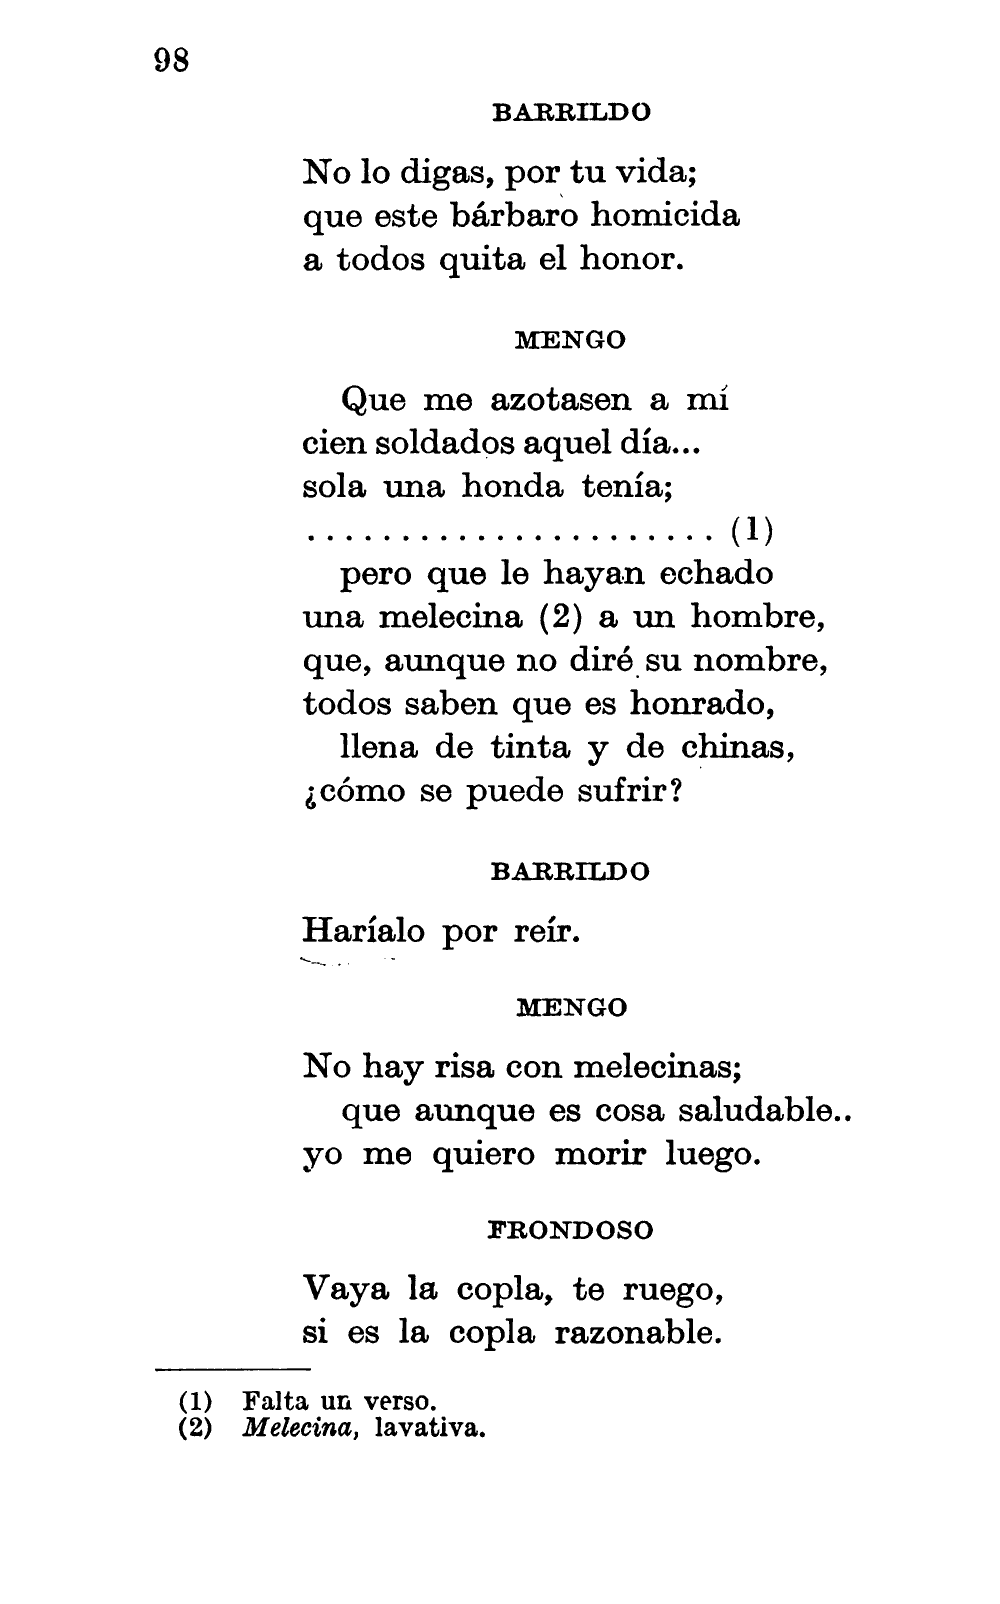 98
BARRILDO
No lo digas, por tu vida;
que este bárbaro homicida
a todos quita el honor.
MENGO
Que me azotasen a mí
cien soldados aquel día...
sola una honda tenía;
...................... (1)
pero que le hayan echado
una melecina (2) a un hombre,
que, aunque no diré su nombre,
todos saben que es honrado,
llena de tinta y de chinas,
¿cómo se puede sufrir?
BARRILDO
Haríalo por reír.
MENGO
No hay risa con melecinas;
que aunque es cosa saludable..
yo me quiero morir luego.
FRONDOSO
Vaya la copla, te ruego,
si es la copla razonable.
(1) Falta un verso.
(2) Melecina, lavativa.